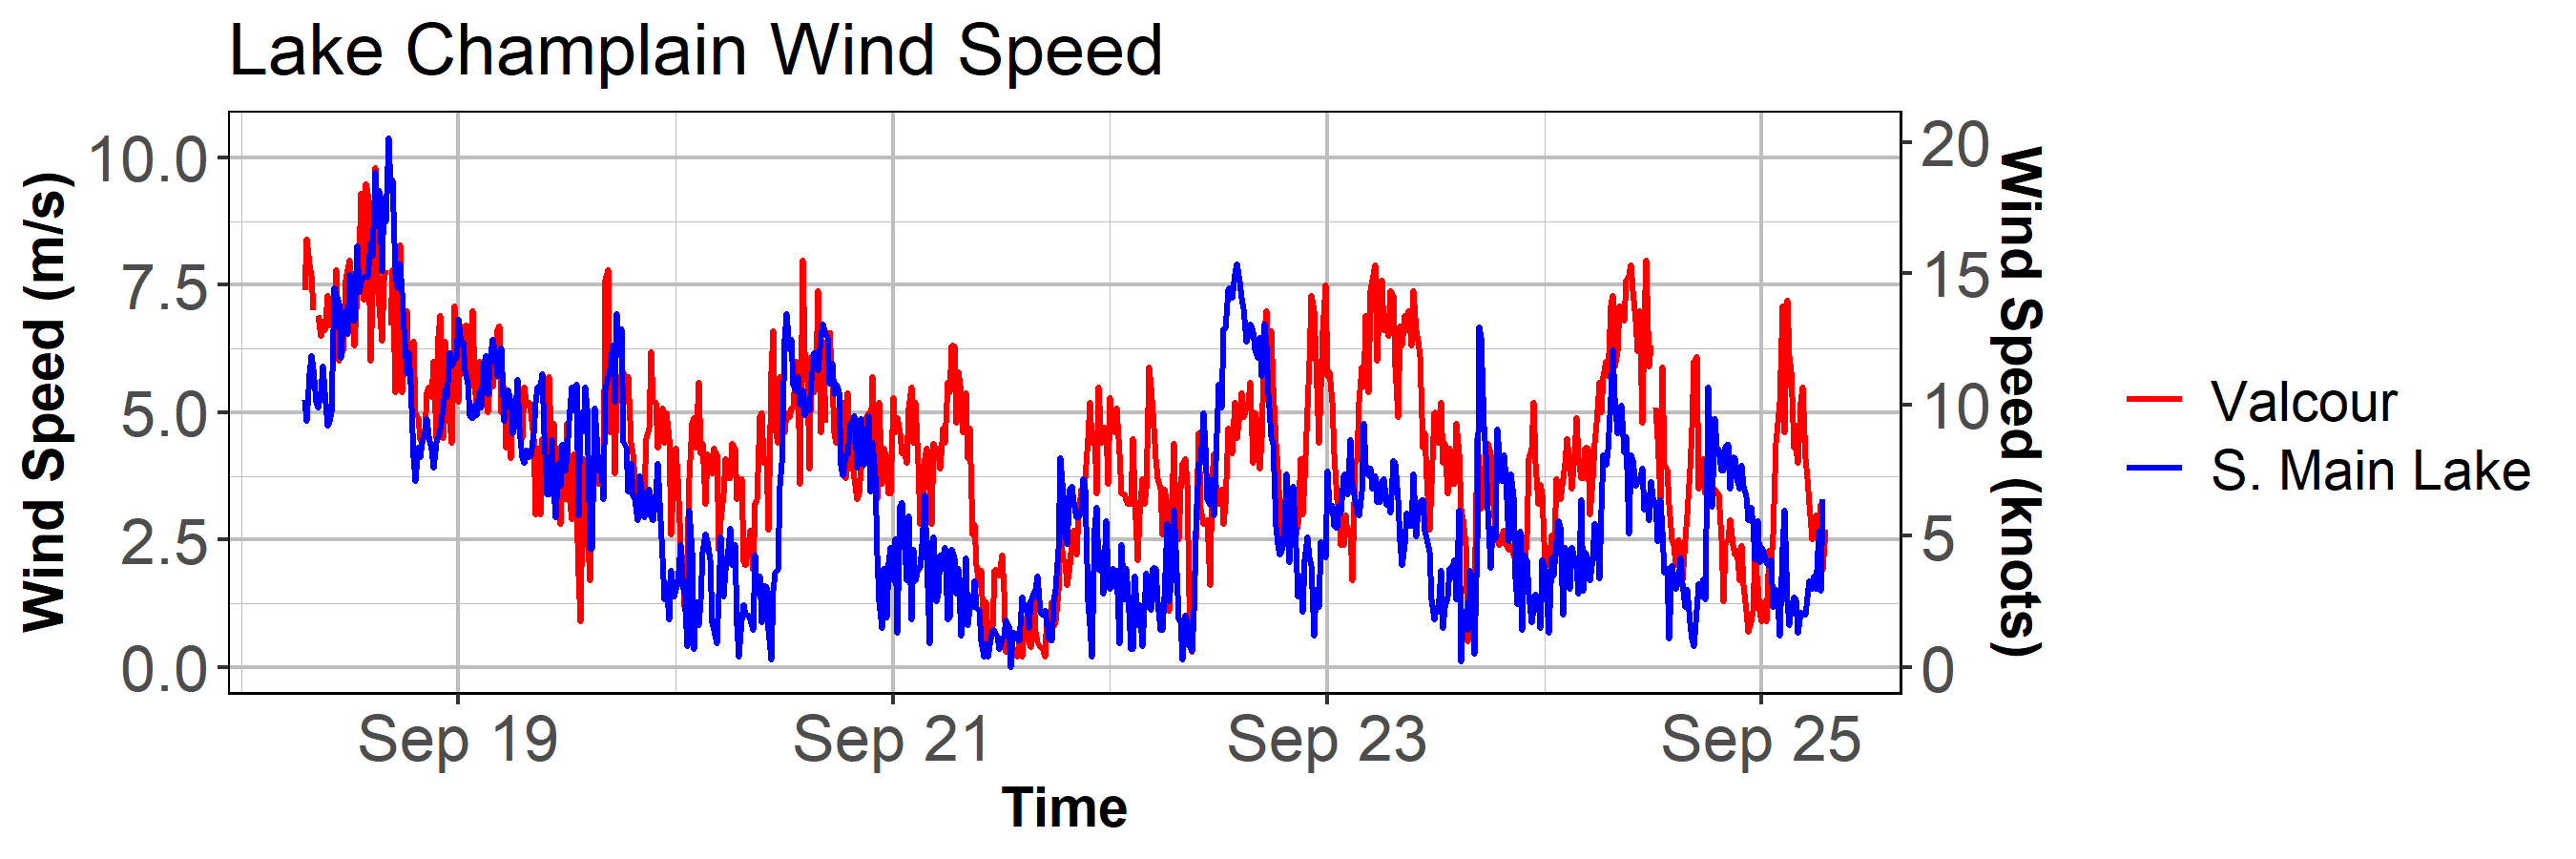 Lake Champlain Wind Speed
Wind Speed (m/s)
10.0
7.5
5.0
2.5
0.0
20
15
10
5
0
Wind Speed (knots)
Sep 19
Sep 21
Sep 23
Sep 25
Time
Valcour
S. Main Lake